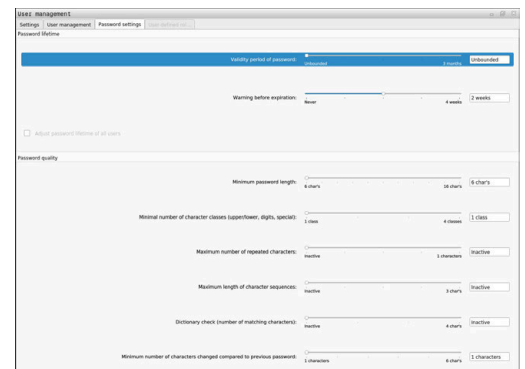 User management
Settings User management Password settings User defined
Password lifetime
Validity period of password: Unbounded
Unbounded 3 months
Warning before expiration: 2 weeks
Never 4 weeks
Adjust password lifetime of all users
Password quality
Minimum password length: 6 char's
6 char's 16 char's
Minimal number of character classes (upper/lower, digits, special): 1 class
1 class 4 classes
Maximum number of repeated characters: Inactive
Inactive 1 characters
Maximum length of character sequences: Inactive
Inactive 3 char's
Dictionary check (number of matching characters): Inactive
Inactive 4 char's
Minimum number of characters changed compared to previous password: 1 characters
1 characters 6 char's